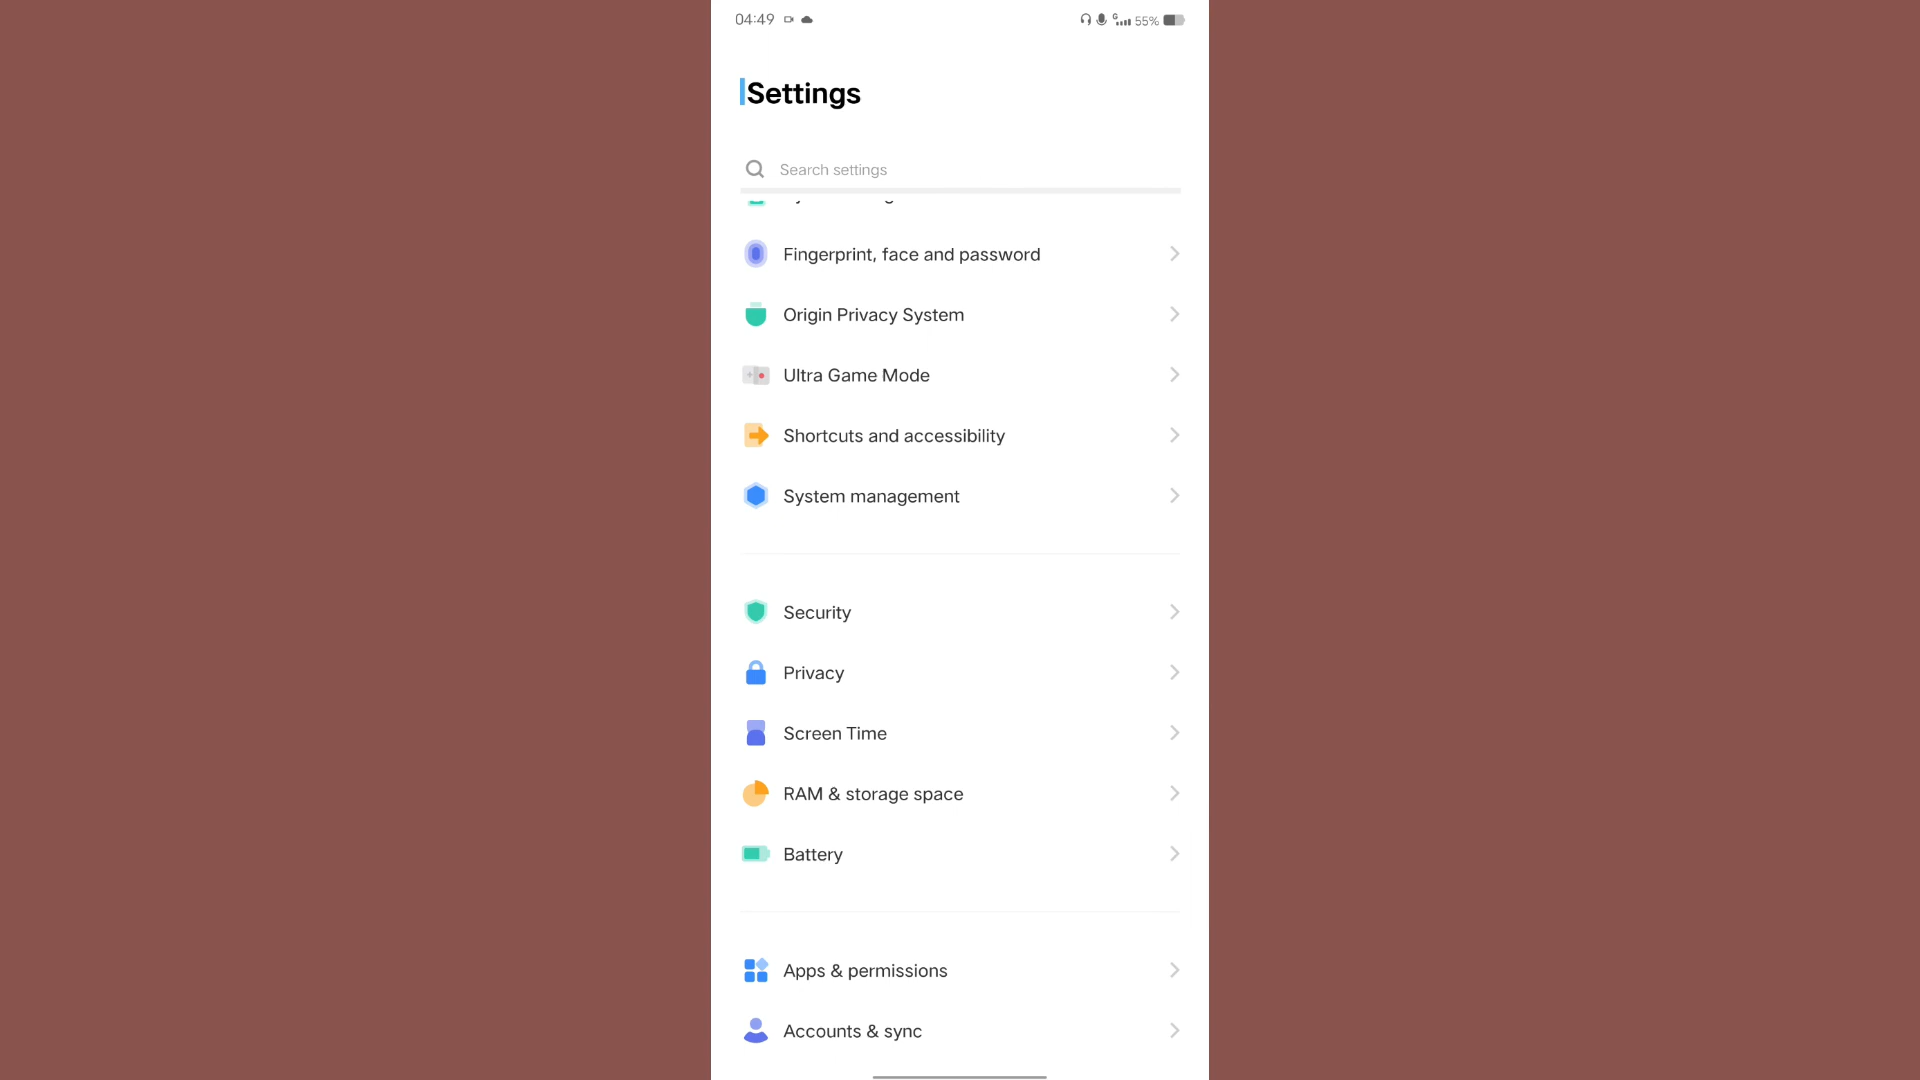 04:49
G 55%
Settings
Search settings
Fingerprint, face and password
Origin Privacy System
Ultra Game Mode
Shortcuts and accessibility
System management
Security
Privacy
Screen Time
RAM & storage space
Battery
Apps & permissions
Accounts & sync